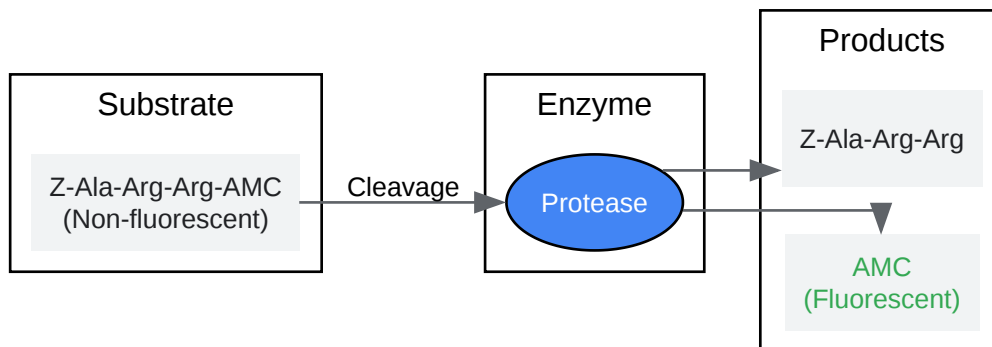 Substrate
Z-Ala-Arg-Arg-AMC
(Non-fluorescent)
Cleavage
Enzyme
Protease
Products
Z-Ala-Arg-Arg
AMC
(Fluorescent)